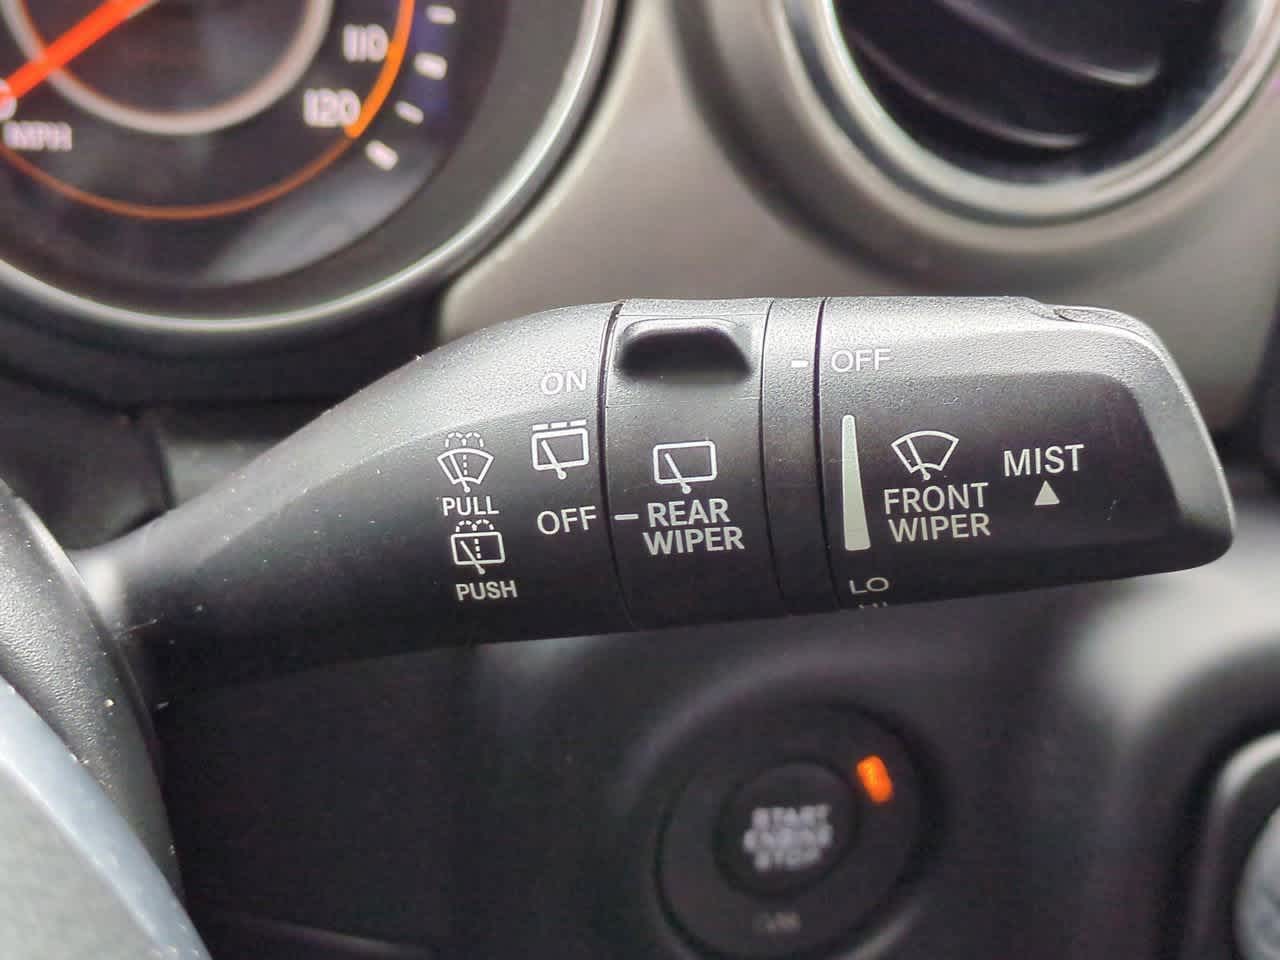 110
120
MPH
ON
OFF
PULL
PUSH
REAR
WIPER
OFF
FRONT
WIPER
MIST
LO
START
ENGINE
STOP